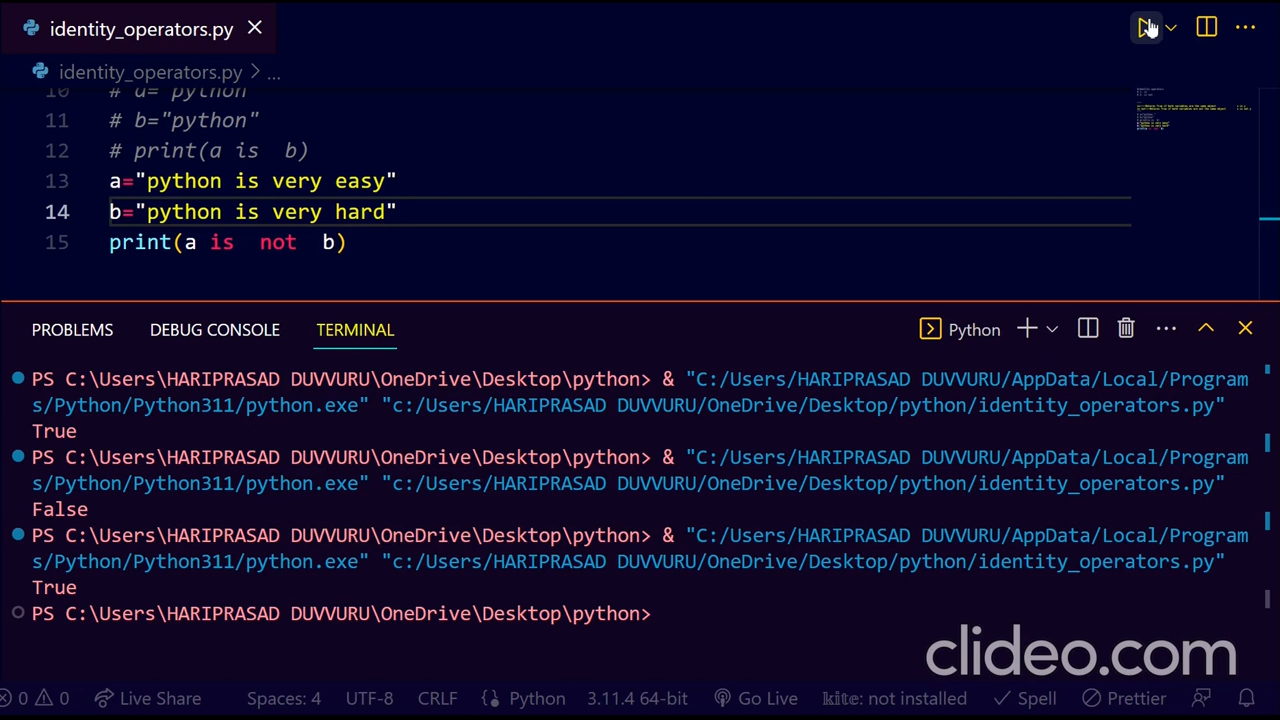 identity_operators.py
identity_operators.py > ...
10 # a="python"
11 # b="python"
12 # print(a is  b)
13 a="python is very easy"
14 b="python is very hard"
15 print(a is  not  b)
PROBLEMS DEBUG CONSOLE TERMINAL Python
PS C:\Users\HARIPRASAD DUVVURU\OneDrive\Desktop\python> & "C:/Users/HARIPRASAD DUVVURU/AppData/Local/Program
s/Python/Python311/python.exe" "c:/Users/HARIPRASAD DUVVURU/OneDrive/Desktop/python/identity_operators.py"
True
PS C:\Users\HARIPRASAD DUVVURU\OneDrive\Desktop\python> & "C:/Users/HARIPRASAD DUVVURU/AppData/Local/Program
s/Python/Python311/python.exe" "c:/Users/HARIPRASAD DUVVURU/OneDrive/Desktop/python/identity_operators.py"
False
PS C:\Users\HARIPRASAD DUVVURU\OneDrive\Desktop\python> & "C:/Users/HARIPRASAD DUVVURU/AppData/Local/Program
s/Python/Python311/python.exe" "c:/Users/HARIPRASAD DUVVURU/OneDrive/Desktop/python/identity_operators.py"
True
PS C:\Users\HARIPRASAD DUVVURU\OneDrive\Desktop\python>
clideo.com
0 0 Live Share Spaces: 4 UTF-8 CRLF Python 3.11.4 64-bit Go Live kite: not installed Spell Prettier